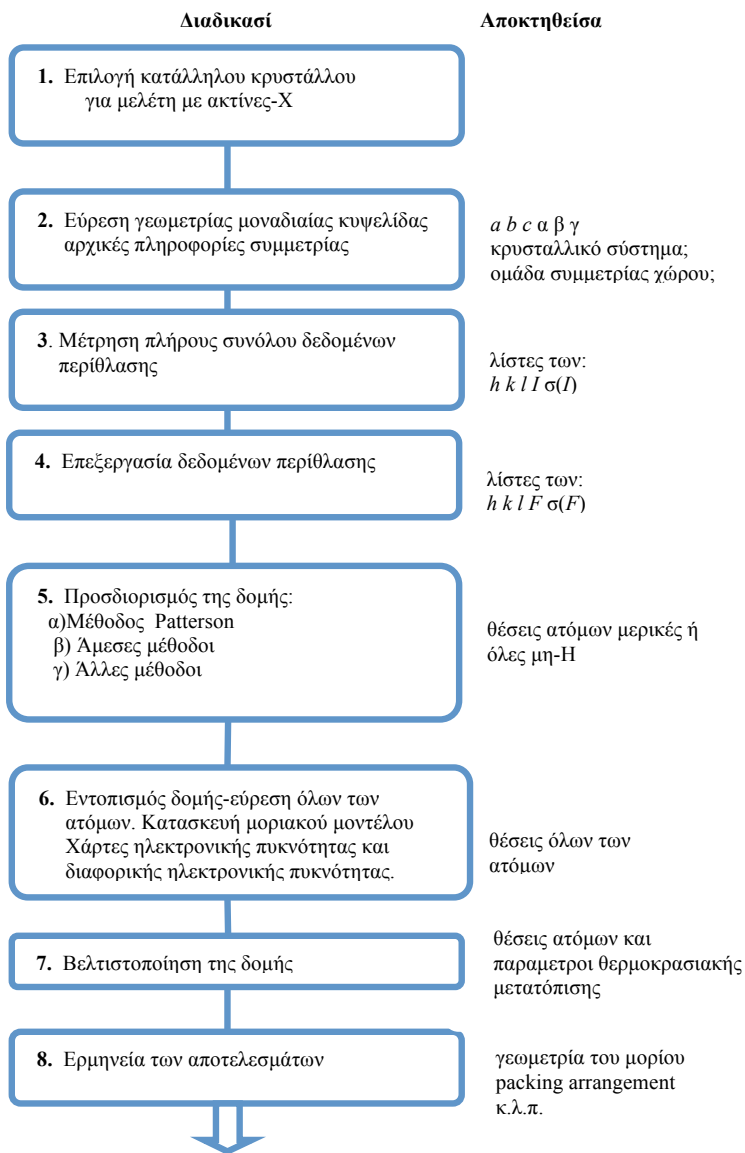 Διαδικασί
Αποκτηθείσα
1. Επιλογή κατάλληλου κρυστάλλου
για μελέτη με ακτίνες-Χ
2. Εύρεση γεωμετρίας μοναδιαίας κυψελίδας
αρχικές πληροφορίες συμμετρίας
a b c α β γ
κρυσταλλικό σύστημα;
ομάδα συμμετρίας χώρου;
3. Μέτρηση πλήρους συνόλου δεδομένων
περίθλασης
λίστες των:
h k l I σ(I)
4. Επεξεργασία δεδομένων περίθλασης
λίστες των:
h k l F σ(F)
5. Προσδιορισμός της δομής:
α)Μέθοδος Patterson
β) Άμεσες μέθοδοι
γ) Άλλες μέθοδοι
θέσεις ατόμων μερικές ή
όλες μη-Η
6. Εντοπισμός δομής-εύρεση όλων των
ατόμων. Κατασκευή μοριακού μοντέλου
Χάρτες ηλεκτρονικής πυκνότητας και
διαφορικής ηλεκτρονικής πυκνότητας.
θέσεις όλων των
ατόμων
7. Βελτιστοποίηση της δομής
θέσεις ατόμων και
παραμετροι θερμοκρασιακής
μετατόπισης
8. Ερμηνεία των αποτελεσμάτων
γεωμετρία του μορίου
packing arrangement
κ.λ.π.